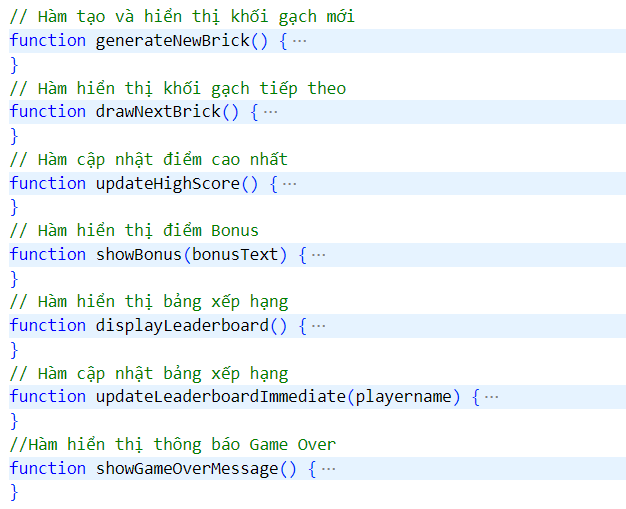 // Hàm tạo và hiển thị khối gạch mới
function generateNewBrick() { ···
}
// Hàm hiển thị khối gạch tiếp theo
function drawNextBrick() { ···
}
// Hàm cập nhật điểm cao nhất
function updateHighScore() { ···
}
// Hàm hiển thị điểm Bonus
function showBonus(bonusText) { ···
}
// Hàm hiển thị bảng xếp hạng
function displayLeaderboard() { ···
}
// Hàm cập nhật bảng xếp hạng
function updateLeaderboardImmediate(playername) { ···
}
//Hàm hiển thị thông báo Game Over
function showGameOverMessage() { ···
}